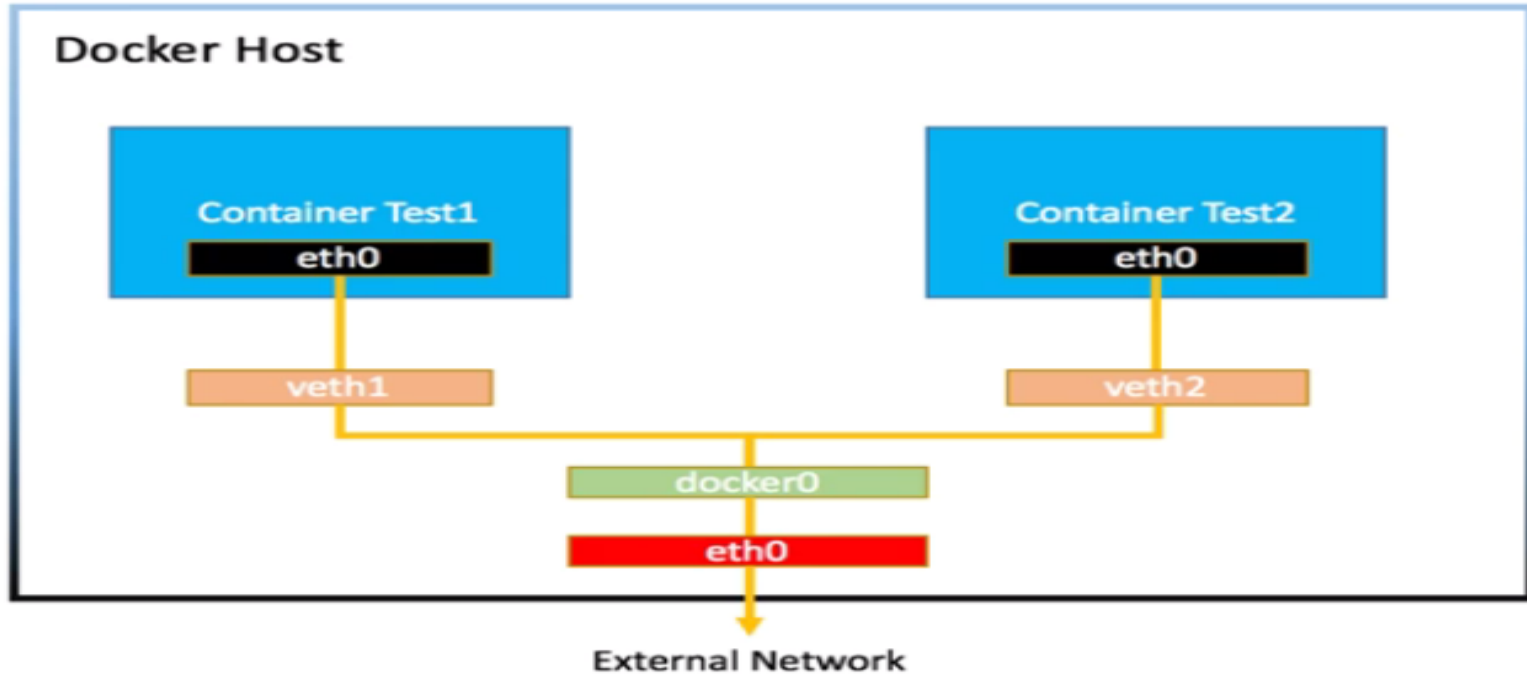 Docker Host
Container Test1
eth0
Container Test2
eth0
veth1
veth2
docker0
eth0
External Network